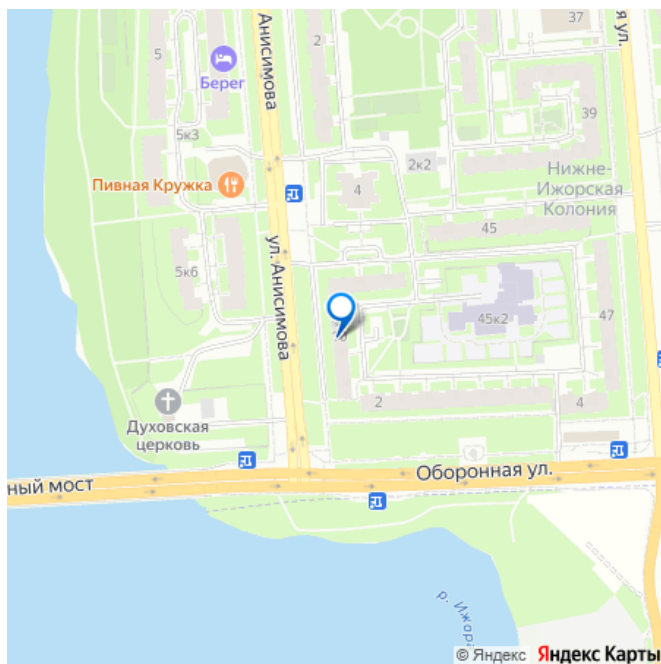 37
я ул.
Анисимова
2
5
Берег
39
5к3
2к2
Пивная Кружка
4
Нижне-
Ижорская
Колония
45
ул. Анисимова
5к6
45к2
47
2
4
Духовская
церковь
Оборонная ул.
ный мост
р. Ижора
© Яндекс Яндекс Карты